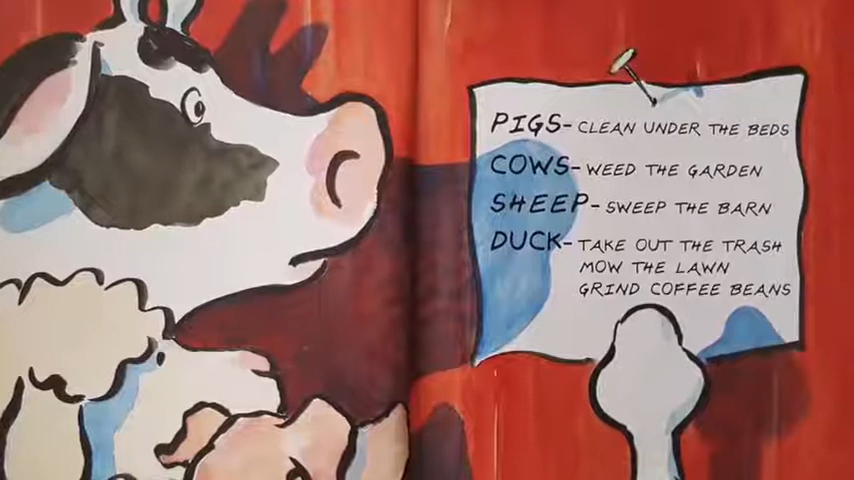 PIGS-CLEAN UNDER THE BEDS
COWS-WEED THE GARDEN
SHEEP-SWEEP THE BARN
DUCK-TAKE OUT THE TRASH
MOW THE LAWN
GRIND COFFEE BEANS